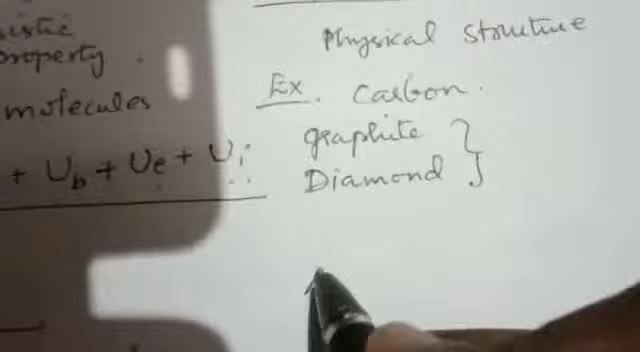 property.
molecules
+ Ub + Ue + Ui
Physical structure
Ex. Carbon.
graphite
Diamond